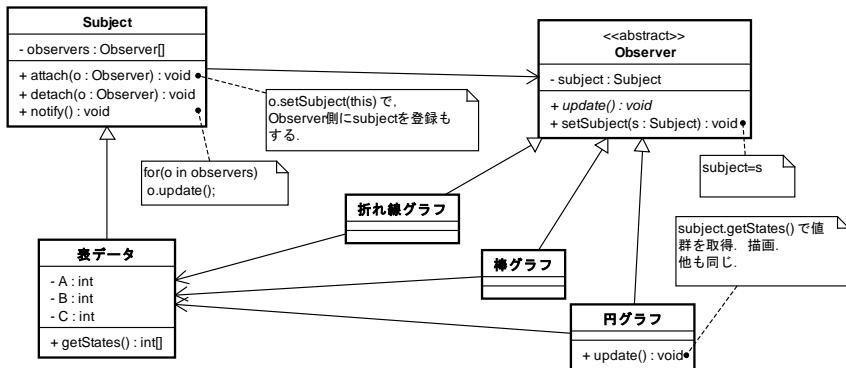 Subject
- observers : Observer[]
+ attach(o : Observer) : void
+ detach(o : Observer) : void
+ notify() : void
o.setSubject(this) で,
Observer側にsubjectを登録も
する.
for(o in observers)
o.update();
<<abstract>>
Observer
- subject : Subject
+ update() : void
+ setSubject(s : Subject) : void
subject=s
折れ線グラフ
棒グラフ
subject.getStates() で値
群を取得. 描画.
他も同じ.
表データ
- A : int
- B : int
- C : int
+ getStates() : int[]
円グラフ
+ update() : void